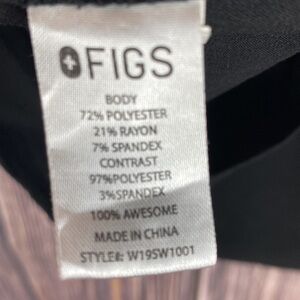 FIGS
BODY
72% POLYESTER
21% RAYON
7% SPANDEX
CONTRAST
97%POLYESTER
3%SPANDEX
100% AWESOME
MADE IN CHINA
STYLE#: W19SW1001